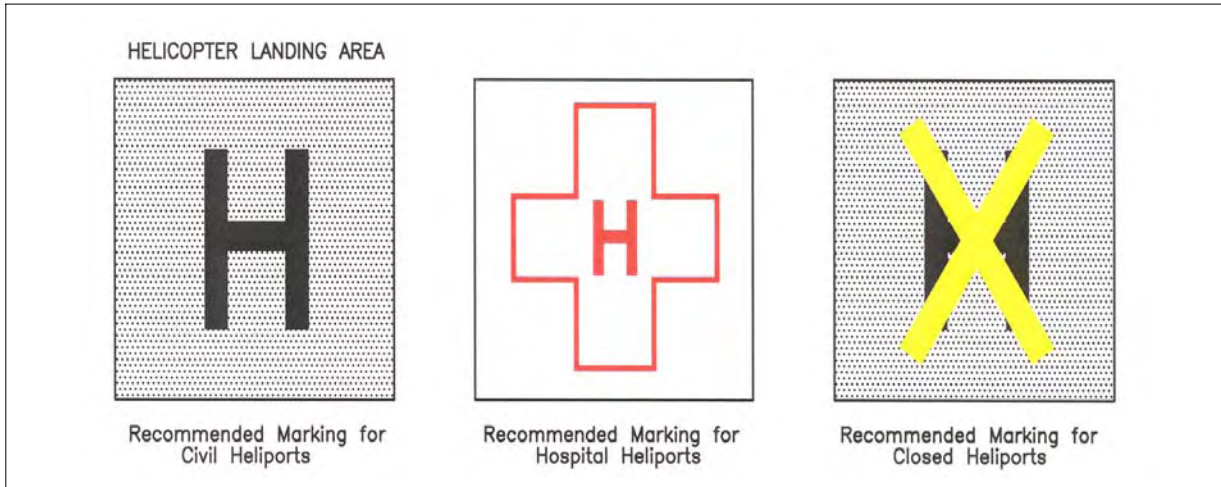 HELICOPTER LANDING AREA
H
H
H
X
Recommended Marking for
Civil Heliports
Recommended Marking for
Hospital Heliports
Recommended Marking for
Closed Heliports